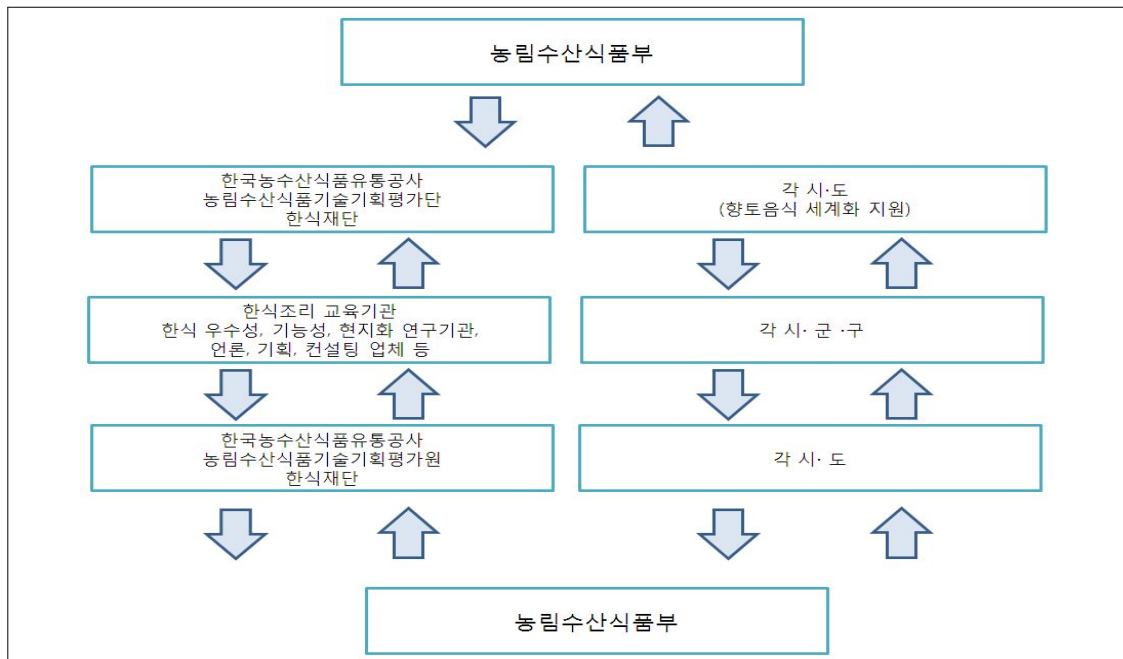 농림수산식품부
한국농수산식품유통공사
농림수산식품기술기획평가단
한식재단
각 시·도
(향토음식 세계화 지원)
한식조리 교육기관
한식 우수성, 기능성, 현지화 연구기관,
언론, 기획, 컨설팅 업체 등
각 시· 군 ·구
한국농수산식품유통공사
농림수산식품기술기획평가원
한식재단
각 시· 도
농림수산식품부